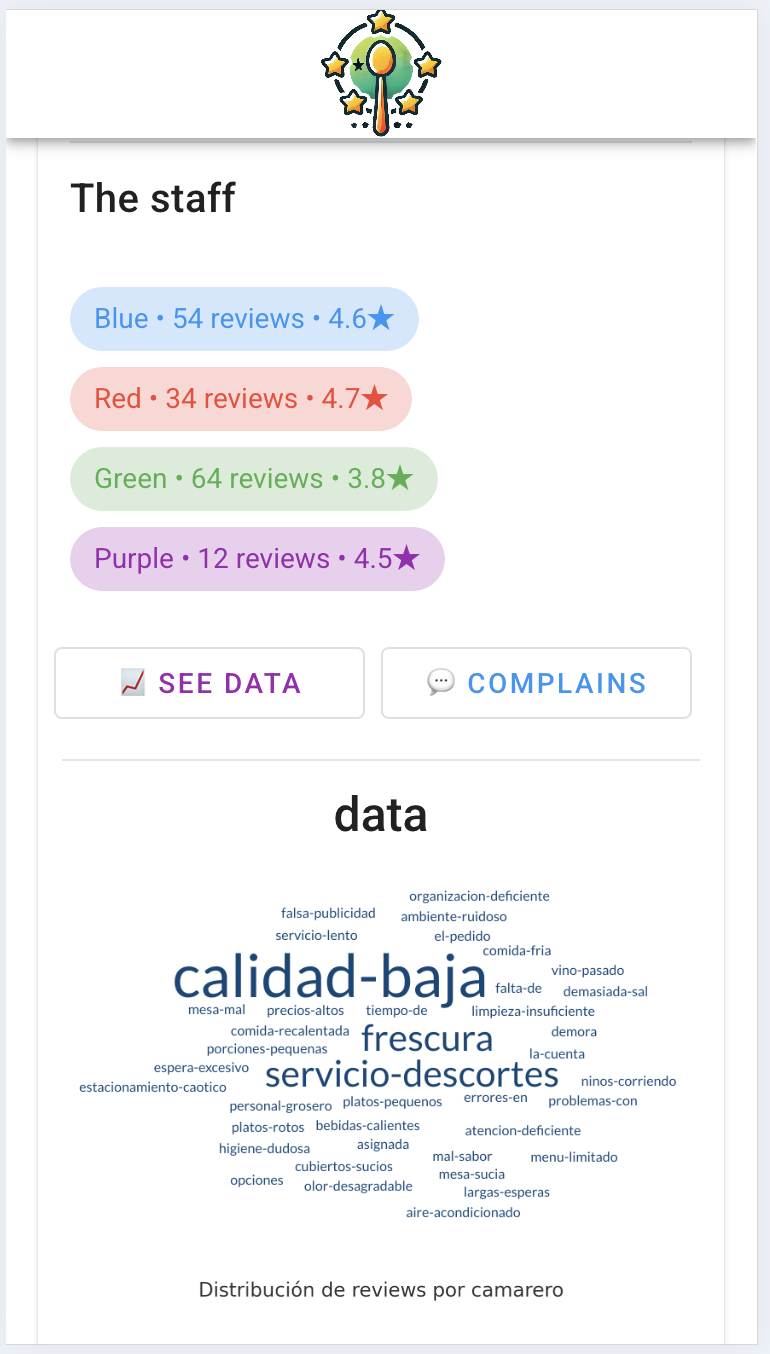 The staff
Blue • 54 reviews • 4.6★
Red • 34 reviews • 4.7★
Green • 64 reviews • 3.8★
Purple • 12 reviews • 4.5★
SEE DATA
COMPLAINS
data
organizacion-deficiente
falsa-publicidad
ambiente-ruidoso
servicio-lento
el-pedido
comida-fria
calidad-baja
vino-pasado
falta-de
demasiada-sal
mesa-mal
precios-altos
tiempo-de
limpieza-insuficiente
comida-recalentada
frescura
demora
porciones-pequenas
la-cuenta
espera-excesivo
servicio-descortes
ninos-corriendo
estacionamiento-caotico
personal-grosero
platos-pequenos
errores-en
problemas-con
platos-rotos
bebidas-calientes
atencion-deficiente
higiene-dudosa
asignada
mal-sabor
menu-limitado
cubiertos-sucios
mesa-sucia
opciones
olor-desagradable
largas-esperas
aire-acondicionado
Distribución de reviews por camarero